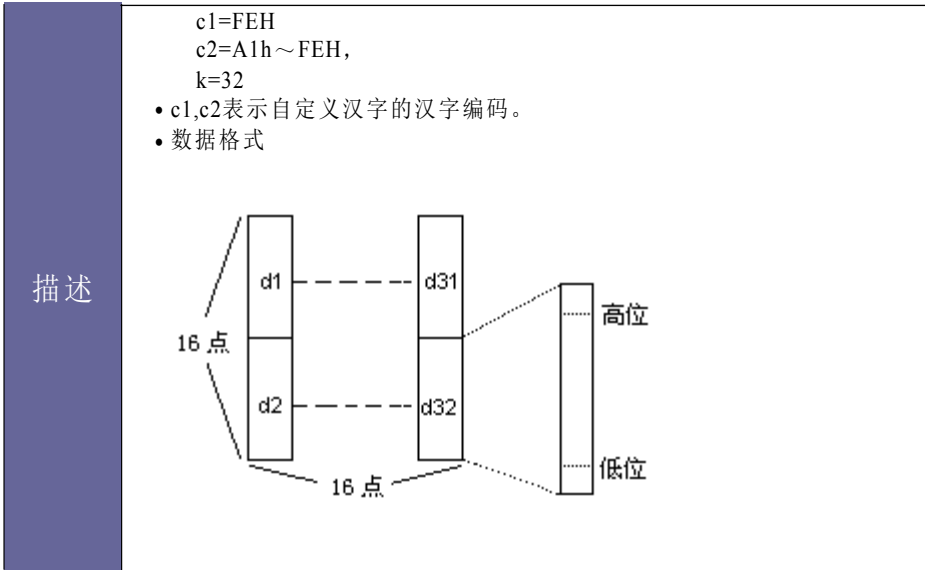 c1=FEH
c2=A1h～FEH，
k=32
•c1,c2表示自定义汉字的汉字编码。
•数据格式
描述
d1
d31
高位
16 点
d2
d32
低位
16 点